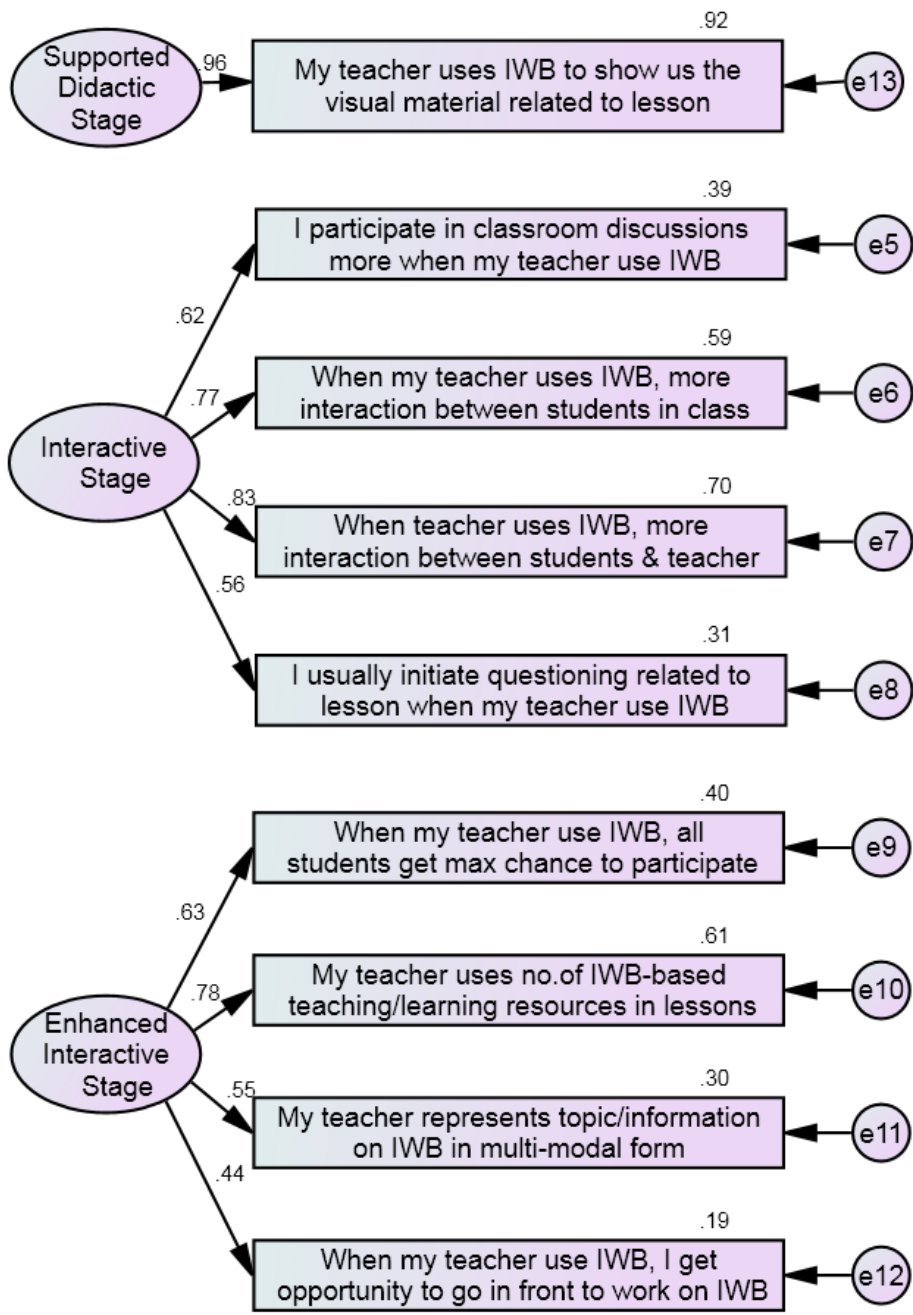 .92
Supported
Didactic
Stage
.96
My teacher uses IWB to show us the
visual material related to lesson
e13
.39
I participate in classroom discussions
more when my teacher use IWB
e5
.62
.59
When my teacher uses IWB, more
interaction between students in class
e6
.77
Interactive
Stage
.70
.83
When teacher uses IWB, more
interaction between students & teacher
e7
.56
.31
I usually initiate questioning related to
lesson when my teacher use IWB
e8
.40
When my teacher use IWB, all
students get max chance to participate
e9
.63
.61
My teacher uses no.of IWB-based
teaching/learning resources in lessons
e10
.78
Enhanced
Interactive
Stage
.30
.55
My teacher represents topic/information
on IWB in multi-modal form
e11
.44
.19
When my teacher use IWB, I get
opportunity to go in front to work on IWB
e12